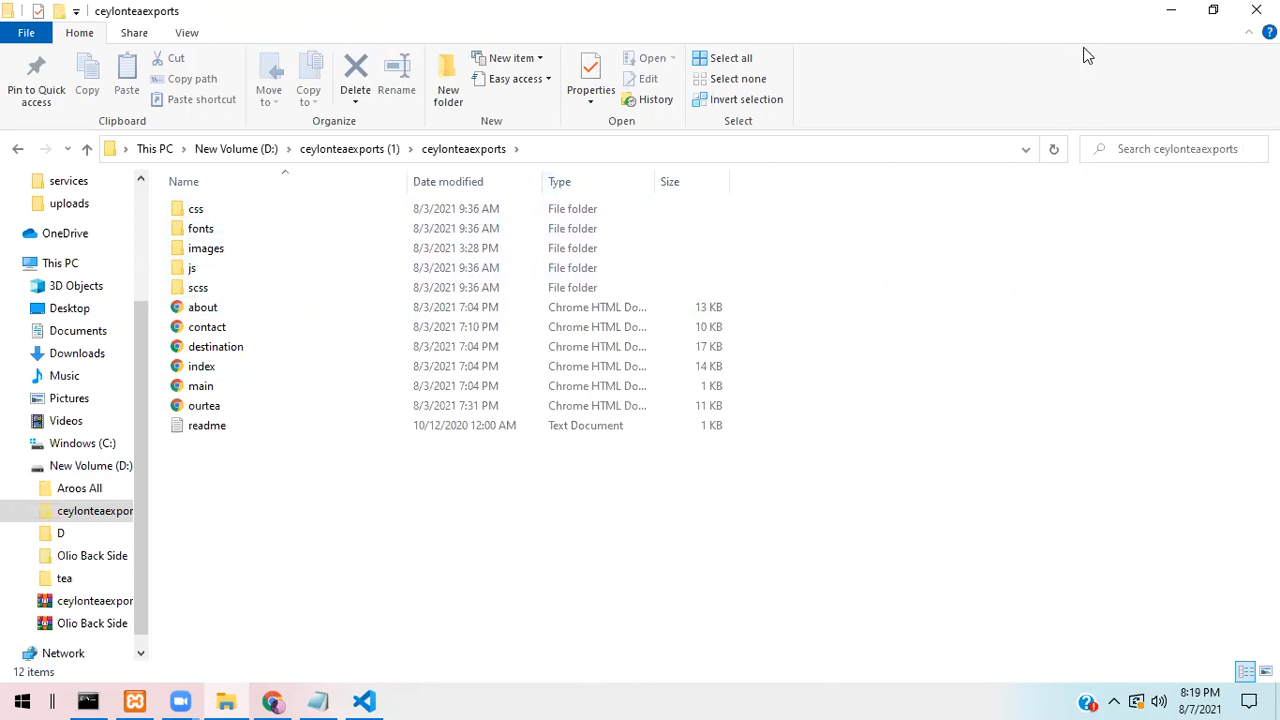 ceylonteaexports
File Home Share View
Pin to Quick access
Copy
Paste
Cut
Copy path
Paste shortcut
Clipboard
Move to
Copy to
Delete
Rename
Organize
New folder
New item
Easy access
New
Properties
Open
Edit
History
Open
Select all
Select none
Invert selection
Select
This PC New Volume (D:) ceylonteaexports (1) ceylonteaexports
Search ceylonteaexports
services
uploads
OneDrive
This PC
3D Objects
Desktop
Documents
Downloads
Music
Pictures
Videos
Windows (C:)
New Volume (D:)
Aroos All
ceylonteaexpor
D
Olio Back Side
tea
ceylonteaexpor
Olio Back Side
Network
Name Date modified Type Size
css 8/3/2021 9:36 AM File folder
fonts 8/3/2021 9:36 AM File folder
images 8/3/2021 3:28 PM File folder
js 8/3/2021 9:36 AM File folder
scss 8/3/2021 9:36 AM File folder
about 8/3/2021 7:04 PM Chrome HTML Do... 13 KB
contact 8/3/2021 7:10 PM Chrome HTML Do... 10 KB
destination 8/3/2021 7:04 PM Chrome HTML Do... 17 KB
index 8/3/2021 7:04 PM Chrome HTML Do... 14 KB
main 8/3/2021 7:04 PM Chrome HTML Do... 1 KB
ourtea 8/3/2021 7:31 PM Chrome HTML Do... 11 KB
readme 10/12/2020 12:00 AM Text Document 1 KB
12 items
8:19 PM
8/7/2021